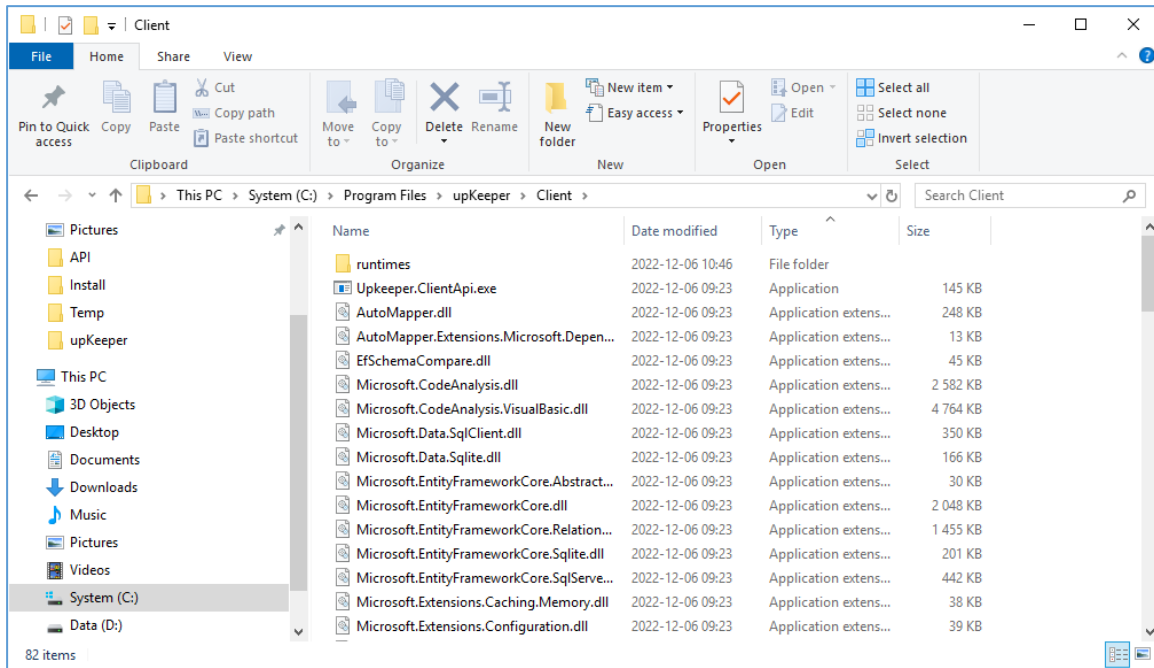 Client
File Home Share View
Pin to Quick access
Copy
Paste
Cut
Copy path
Paste shortcut
Clipboard
Move to
Copy to
Delete
Rename
Organize
New folder
New item
Easy access
New
Properties
Open
Edit
Open
Select all
Select none
Invert selection
Select
This PC > System (C:) > Program Files > upKeeper > Client >
Search Client
Pictures
API
Install
Temp
upKeeper
This PC
3D Objects
Desktop
Documents
Downloads
Music
Pictures
Videos
System (C:)
Data (D:)
Name Date modified Type Size
runtimes 2022-12-06 10:46 File folder
Upkeeper.ClientApi.exe 2022-12-06 09:23 Application 145 KB
AutoMapper.dll 2022-12-06 09:23 Application extens... 248 KB
AutoMapper.Extensions.Microsoft.Depen... 2022-12-06 09:23 Application extens... 13 KB
EfSchemaCompare.dll 2022-12-06 09:23 Application extens... 45 KB
Microsoft.CodeAnalysis.dll 2022-12-06 09:23 Application extens... 2 582 KB
Microsoft.CodeAnalysis.VisualBasic.dll 2022-12-06 09:23 Application extens... 4 764 KB
Microsoft.Data.SqlClient.dll 2022-12-06 09:23 Application extens... 350 KB
Microsoft.Data.Sqlite.dll 2022-12-06 09:23 Application extens... 166 KB
Microsoft.EntityFrameworkCore.Abstract... 2022-12-06 09:23 Application extens... 30 KB
Microsoft.EntityFrameworkCore.dll 2022-12-06 09:23 Application extens... 2 048 KB
Microsoft.EntityFrameworkCore.Relation... 2022-12-06 09:23 Application extens... 1 455 KB
Microsoft.EntityFrameworkCore.Sqlite.dll 2022-12-06 09:23 Application extens... 201 KB
Microsoft.EntityFrameworkCore.SqlServe... 2022-12-06 09:23 Application extens... 442 KB
Microsoft.Extensions.Caching.Memory.dll 2022-12-06 09:23 Application extens... 38 KB
Microsoft.Extensions.Configuration.dll 2022-12-06 09:23 Application extens... 39 KB
82 items